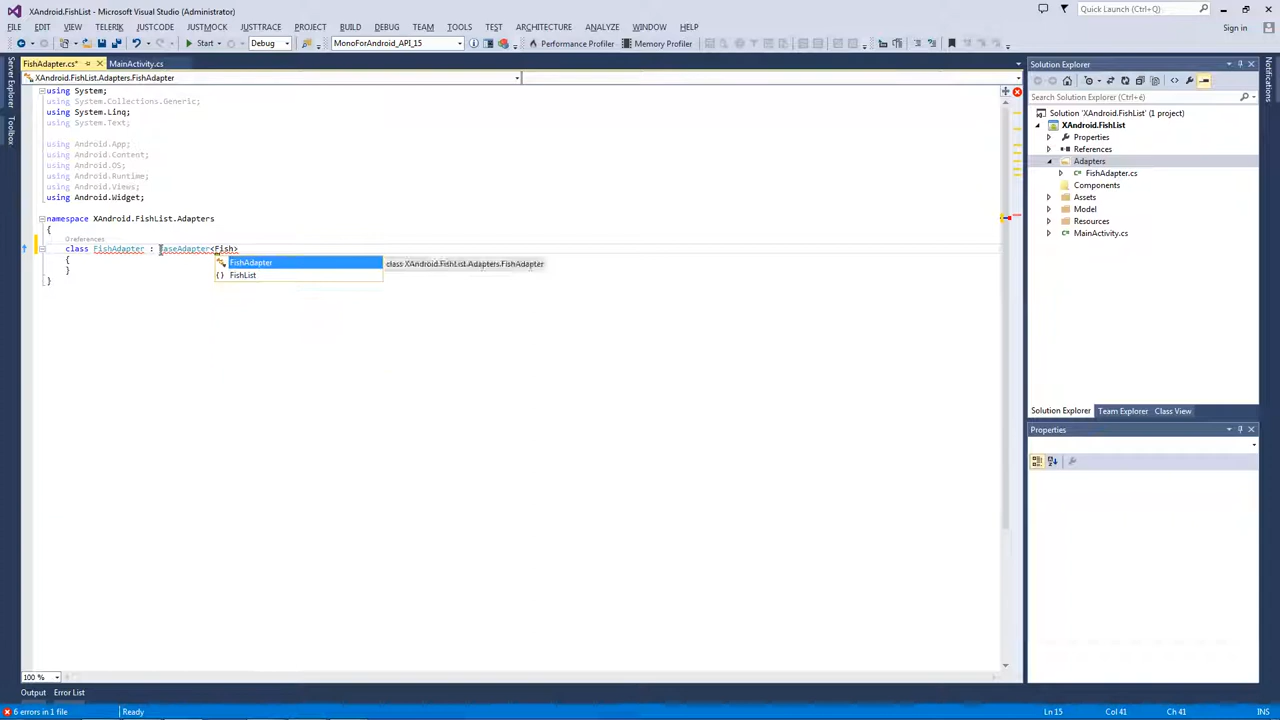 XAndroid.FishList - Microsoft Visual Studio (Administrator)
Quick Launch (Ctrl+Q)
FILE EDIT VIEW TELERIK JUSTCODE JUSTMOCK JUSTTRACE PROJECT BUILD DEBUG TEAM TOOLS TEST ARCHITECTURE ANALYZE WINDOW HELP
Sign in
Start Debug MonoForAndroid_API_15 Performance Profiler Memory Profiler
Server Explorer
Toolbox
Notifications
FishAdapter.cs* MainActivity.cs
XAndroid.FishList.Adapters.FishAdapter
using System;
using System.Collections.Generic;
using System.Linq;
using System.Text;
using Android.App;
using Android.Content;
using Android.OS;
using Android.Runtime;
using Android.Views;
using Android.Widget;
namespace XAndroid.FishList.Adapters
{
0 references
class FishAdapter : BaseAdapter<Fish>
{
}
}
FishAdapter
FishList
class XAndroid.FishList.Adapters.FishAdapter
100 %
Solution Explorer
Search Solution Explorer (Ctrl+é)
Solution 'XAndroid.FishList' (1 project)
XAndroid.FishList
Properties
References
Adapters
FishAdapter.cs
Components
Assets
Model
Resources
MainActivity.cs
Solution Explorer Team Explorer Class View
Properties
Output Error List
6 errors in 1 file Ready Ln 15 Col 41 Ch 41 INS